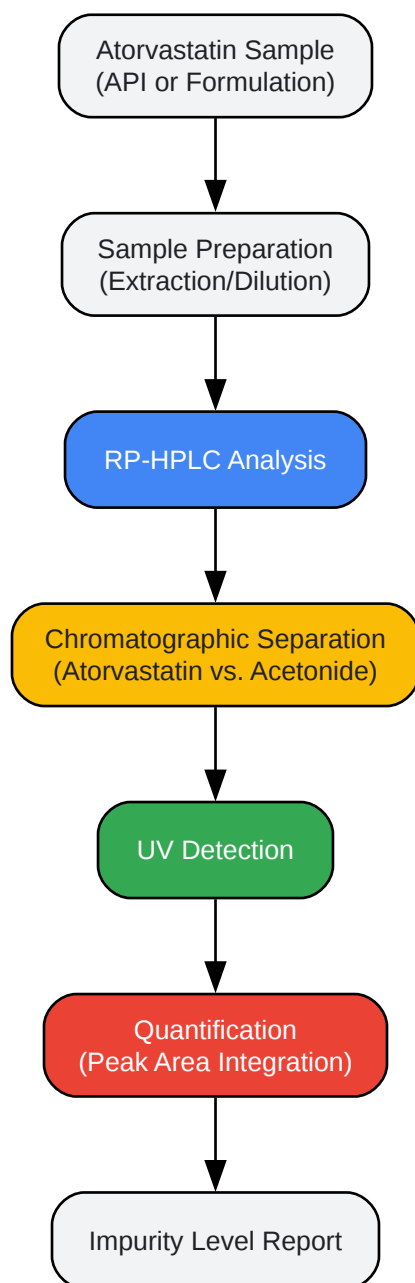 Atorvastatin Sample
(API or Formulation)
Sample Preparation
(Extraction/Dilution)
RP-HPLC Analysis
Chromatographic Separation
(Atorvastatin vs. Acetonide)
UV Detection
Quantification
(Peak Area Integration)
Impurity Level Report